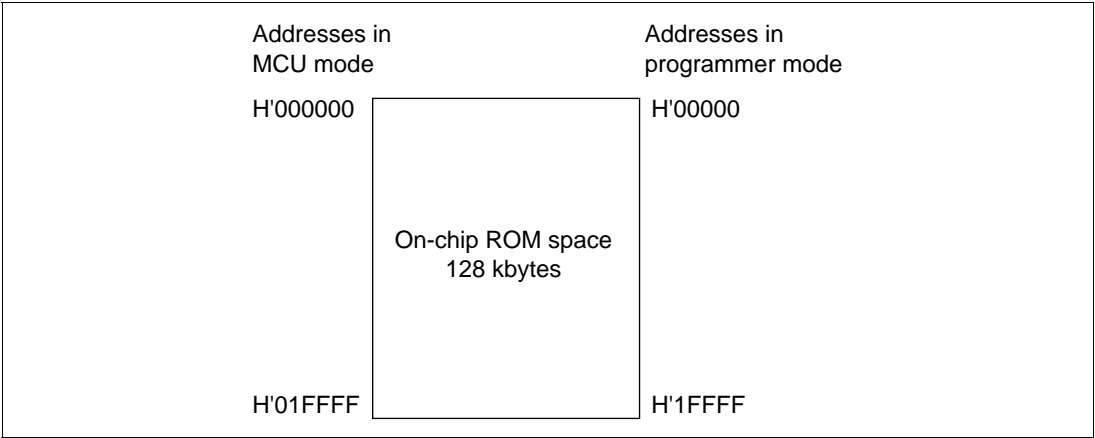 Addresses in
MCU mode
Addresses in
programmer mode
H'000000
H'00000
On-chip ROM space
128 kbytes
H'01FFFF
H'1FFFF